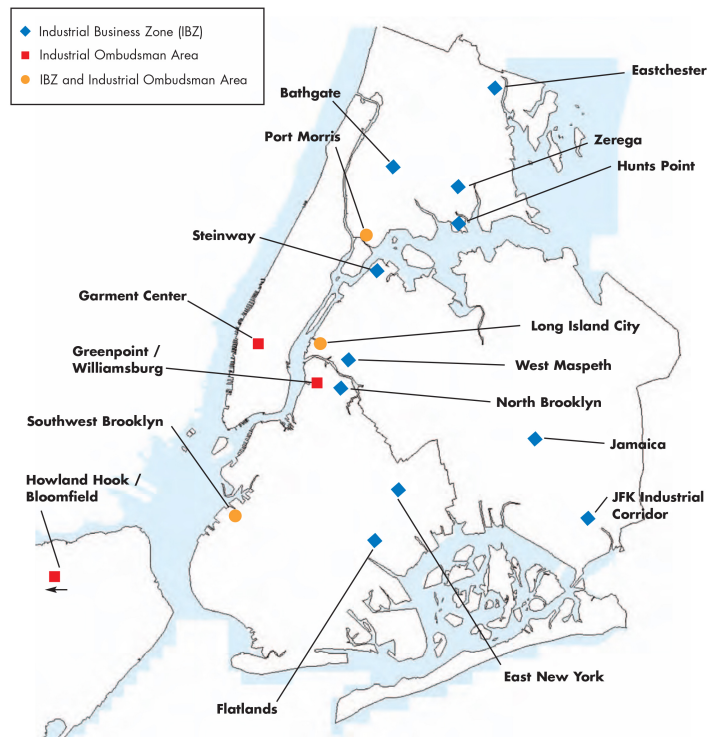 Industrial Business Zone (IBZ)
Industrial Ombudsman Area
IBZ and Industrial Ombudsman Area
Eastchester
Bathgate
Port Morris
Zerega
Hunts Point
Steinway
Garment Center
Long Island City
Greenpoint /
Williamsburg
West Maspeth
North Brooklyn
Southwest Brooklyn
Jamaica
Howland Hook /
Bloomfield
JFK Industrial
Corridor
East New York
Flatlands